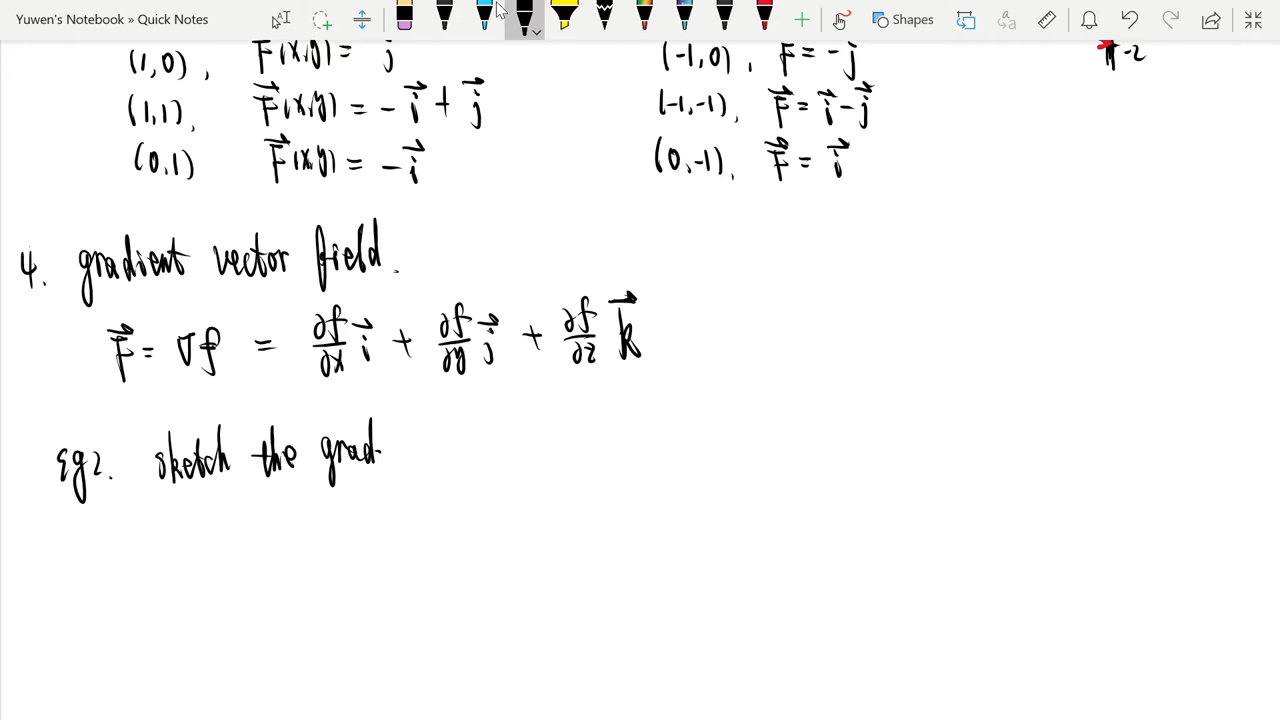 Yuwen's Notebook » Quick Notes
Shapes
(1,0), F(x,y) = j
(-1,0), F = -j
-2
(1,1), F(x,y) = -i + j
(-1,-1), F = i - j
(0,1) F(x,y) = -i
(0,-1), F = i
4. gradient vector field.
F = ∇f = ∂f/∂x i + ∂f/∂y j + ∂f/∂z k
Eg2. sketch the grad